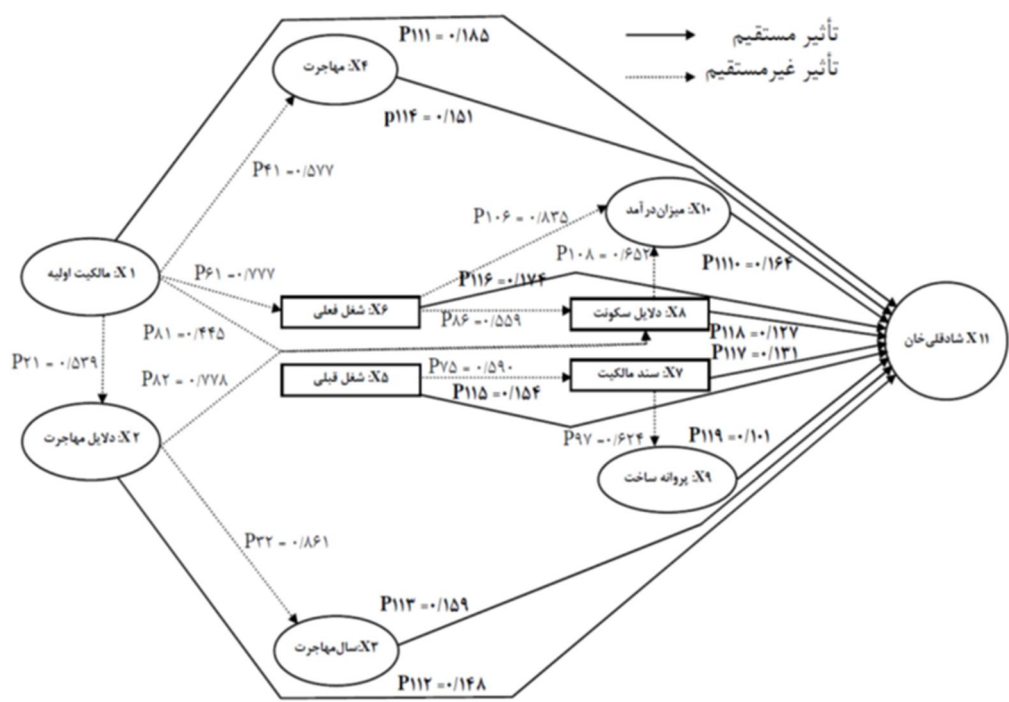 P۱۱۱ = ۰/۱۸۵
تأثیر مستقیم
تأثیر غیرمستقیم
X۴: مهاجرت
p۱۱۴ = ۰/۱۵۱
P۴۱ =۰/۵۷۷
X۱۰: میزان درآمد
P۱۰۶ = ۰/۸۳۵
P۱۰۸ = ۰/۶۵۲
P۱۱۱۰ =۰/۱۶۴
X۱: مالکیت اولیه
P۶۱ =۰/۷۷۷
P۱۱۶ =۰/۱۷۴
X۶: شغل فعلی
P۸۶ =۰/۵۵۹
X۸: دلایل سکونت
P۱۱۸ =۰/۱۲۷
X۱۱ شادقلی‌خان
P۸۱ =۰/۴۴۵
P۱۱۷ =۰/۱۳۱
P۲۱ =۰/۵۳۹
P۸۲ =۰/۷۷۸
X۵: شغل قبلی
P۷۵ =۰/۵۹۰
X۷: سند مالکیت
P۱۱۵ =۰/۱۵۴
X۲: دلایل مهاجرت
P۹۷ =۰/۶۲۴
P۱۱۹ =۰/۱۰۱
X۹: پروانه ساخت
P۳۲ =۰/۸۶۱
P۱۱۳ =۰/۱۵۹
X۳:سال‌مهاجرت
P۱۱۲ =۰/۱۴۸